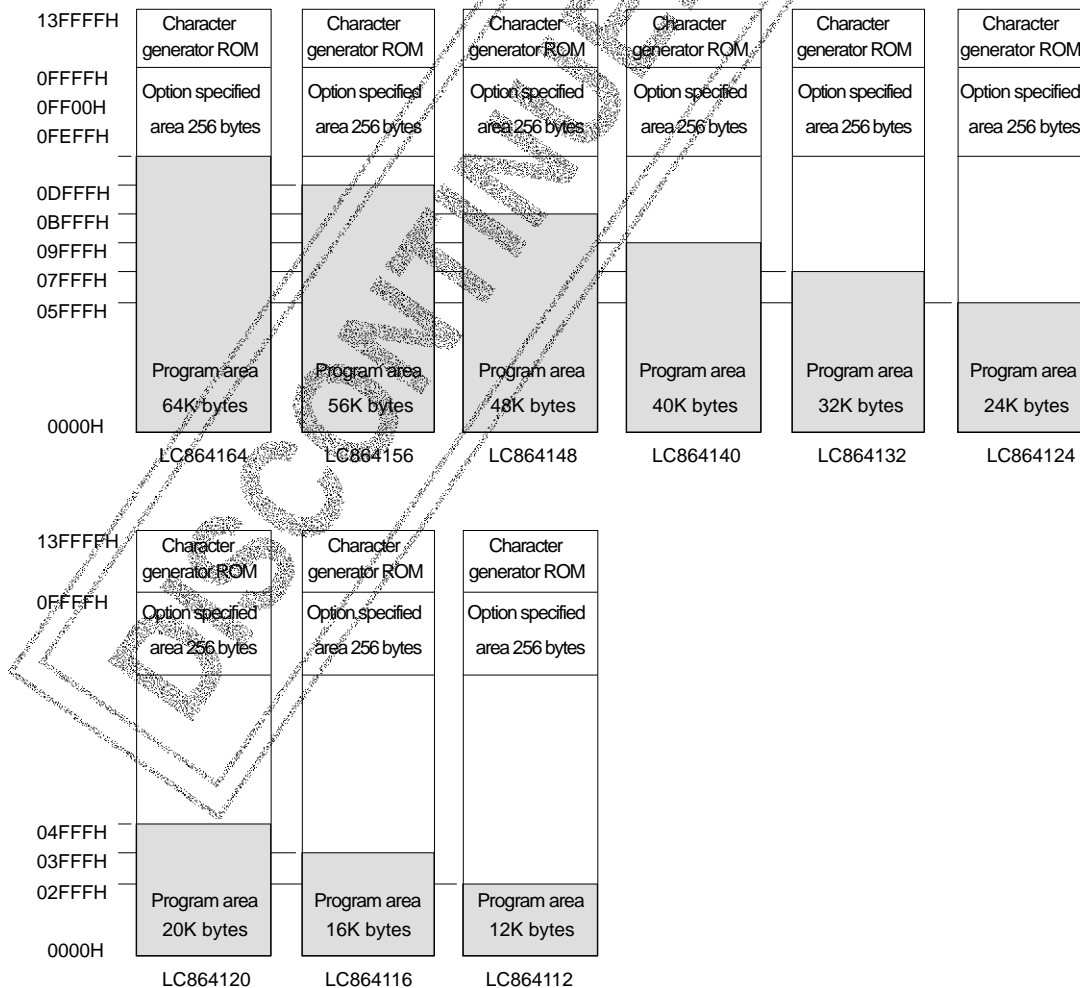 13FFFFH
Character generator ROM
Character generator ROM
Character generator ROM
Character generator ROM
Character generator ROM
Character generator ROM
0FFFFH
0FF00H
0FEFFH
Option specified area 256 bytes
Option specified area 256 bytes
Option specified area 256 bytes
Option specified area 256 bytes
Option specified area 256 bytes
Option specified area 256 bytes
0DFFFH
0BFFFH
09FFFH
07FFFH
05FFFH
0000H
Program area
64K bytes
Program area
56K bytes
Program area
48K bytes
Program area
40K bytes
Program area
32K bytes
Program area
24K bytes
LC864164
LC864156
LC864148
LC864140
LC864132
LC864124
13FFFFH
Character generator ROM
Character generator ROM
Character generator ROM
0FFFFH
Option specified area 256 bytes
Option specified area 256 bytes
Option specified area 256 bytes
04FFFH
03FFFH
02FFFH
0000H
Program area
20K bytes
Program area
16K bytes
Program area
12K bytes
LC864120
LC864116
LC864112
DISCONTINUE